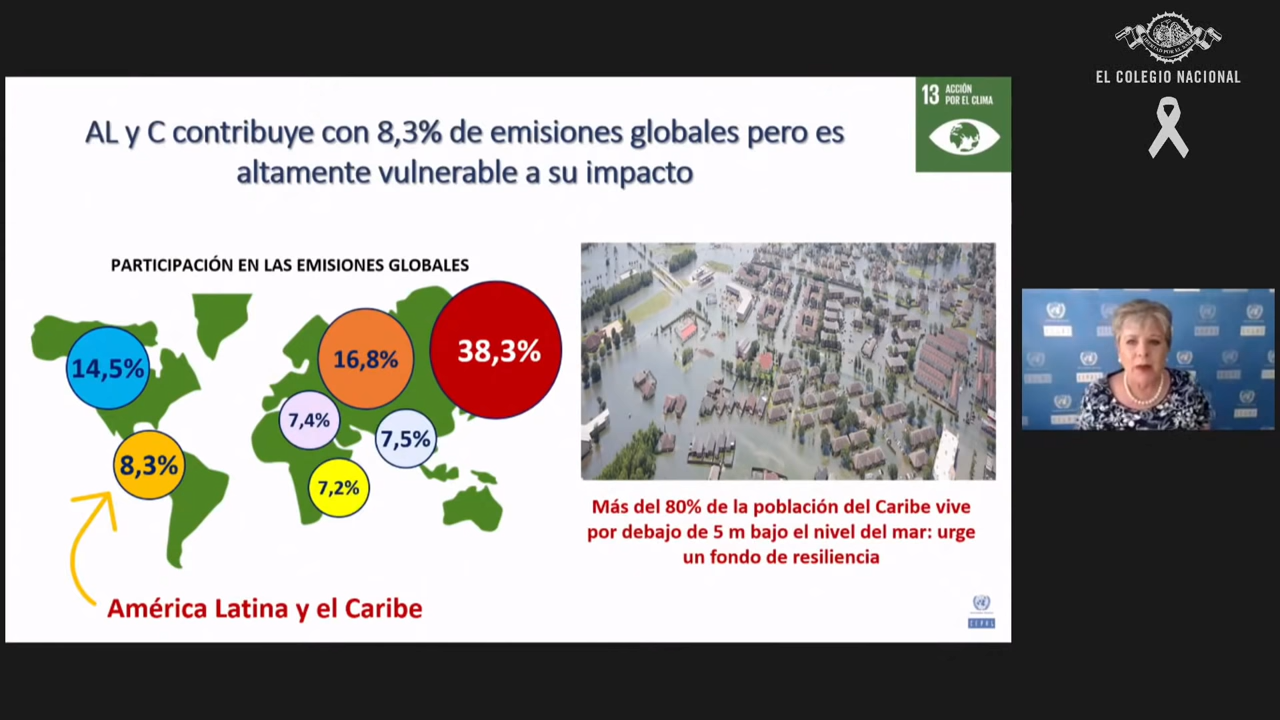 EL COLEGIO NACIONAL
13 ACCIÓN
POR EL CLIMA
AL y C contribuye con 8,3% de emisiones globales pero es
altamente vulnerable a su impacto
PARTICIPACIÓN EN LAS EMISIONES GLOBALES
14,5%
16,8%
38,3%
7,4%
7,5%
8,3%
7,2%
América Latina y el Caribe
Más del 80% de la población del Caribe vive
por debajo de 5 m bajo el nivel del mar: urge
un fondo de resiliencia
CEPAL